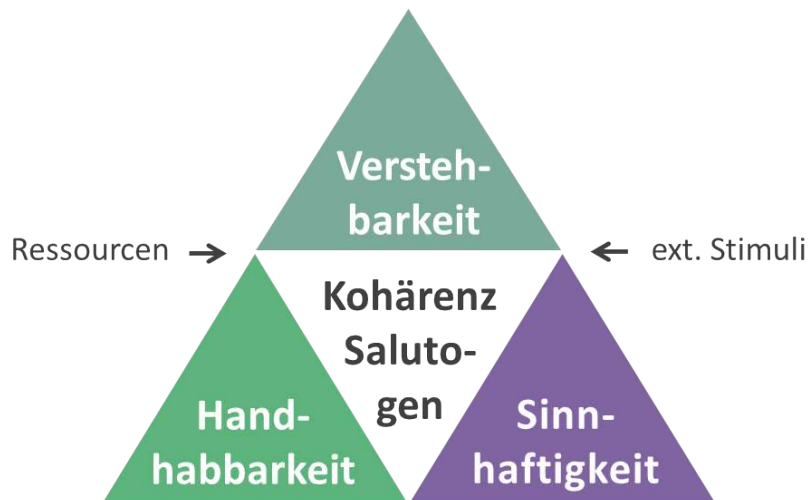 Versteh-
barkeit
Ressourcen → ← ext. Stimuli
Kohärenz
Saluto-
gen
Hand-
habbarkeit
Sinn-
haftigkeit